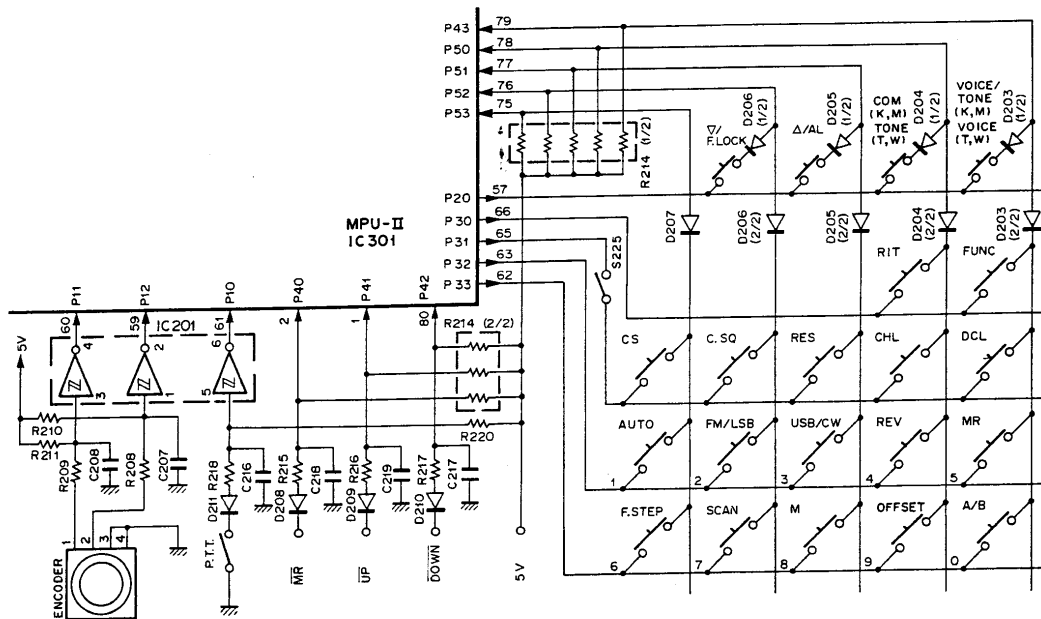 P43 79
P50 78
P51 77
P52 76
P53 75
R214 (1/2)
▽/ F.LOCK
D206 (1/2)
△/AL
D205 (1/2)
COM (K,M) TONE (T,W)
D204 (1/2)
VOICE/ TONE (K,M) VOICE (T,W)
D203 (1/2)
P20 57
P30 66
P31 65
P32 63
P33 62
MPU-II
IC301
S225
D207
D206 (2/2)
D205 (2/2)
D204 (2/2)
D203 (2/2)
RIT
FUNC
P11
P12
P10
P40
P41
P42
60
59
61
2
1
80
IC201
5V
4
2
6
3
1
5
R214 (2/2)
CS
C.SQ
RES
CHL
DCL
R210
R211
R209
C208
R208
C207
R220
R218
C216
R215
C218
R216
C219
R217
C217
D211
D208
D209
D210
AUTO
FM/LSB
USB/CW
REV
MR
1
2
3
4
5
F.STEP
SCAN
M
OFFSET
A/B
6
7
8
9
0
P.T.T.
MR
UP
DOWN
5V
1
2
3
4
ENCODER